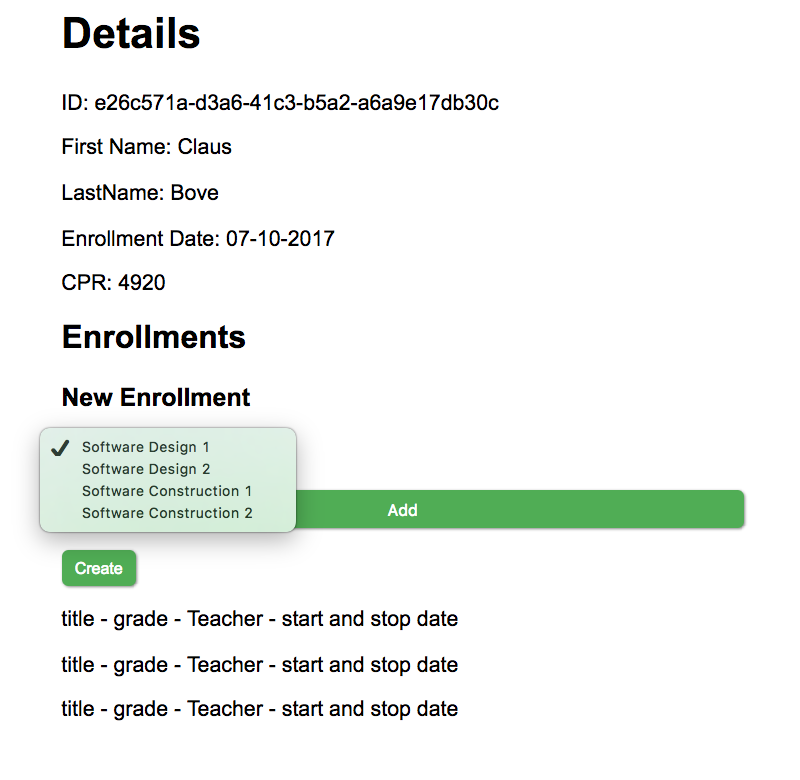 Details
ID: e26c571a-d3a6-41c3-b5a2-a6a9e17db30c
First Name: Claus
LastName: Bove
Enrollment Date: 07-10-2017
CPR: 4920
Enrollments
New Enrollment
Software Design 1
Software Design 2
Software Construction 1
Software Construction 2
Add
Create
title - grade - Teacher - start and stop date
title - grade - Teacher - start and stop date
title - grade - Teacher - start and stop date